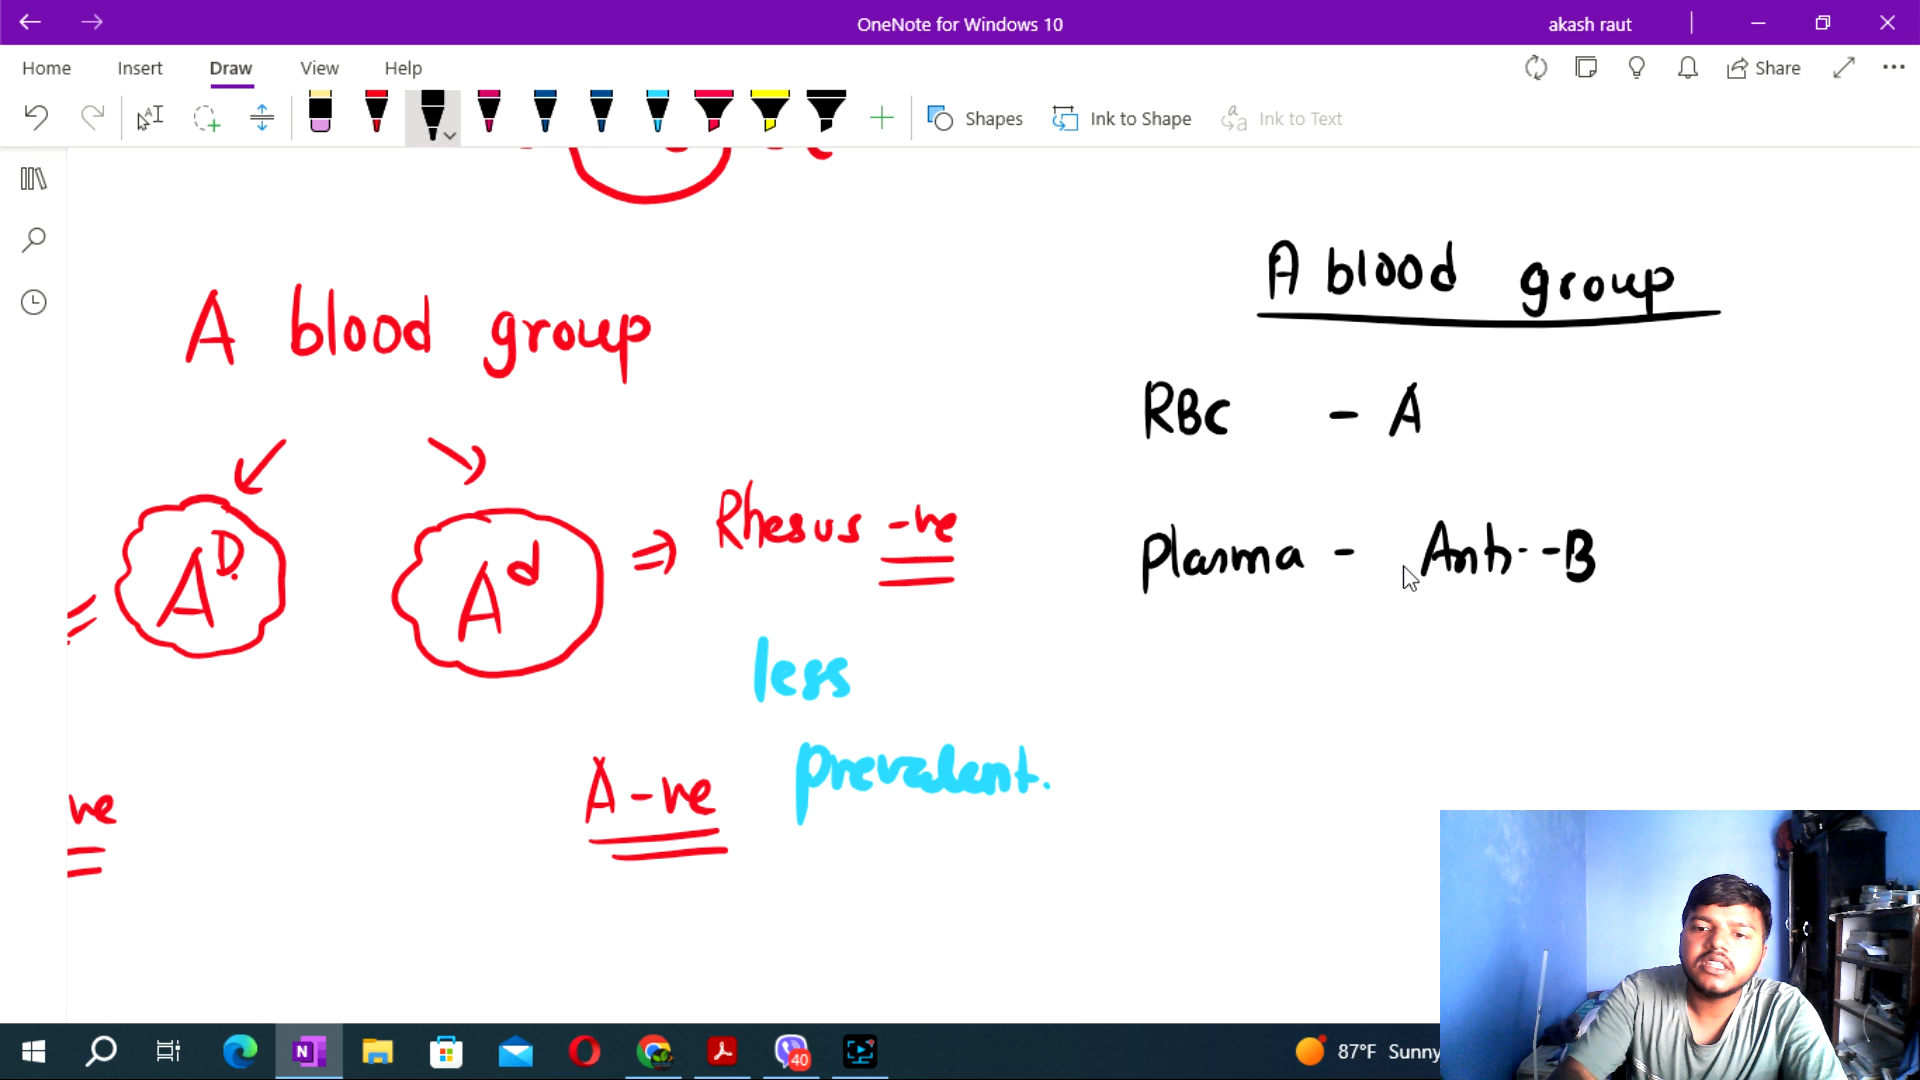 OneNote for Windows 10
akash raut
Home Insert Draw View Help
Share
Shapes Ink to Shape Ink to Text
A blood group
A blood group
RBC - A
Plasma - Anti-B
A D
A d
⇒ Rhesus -ve
=
less
prevalent.
A -ve
ve
40
87°F Sunny